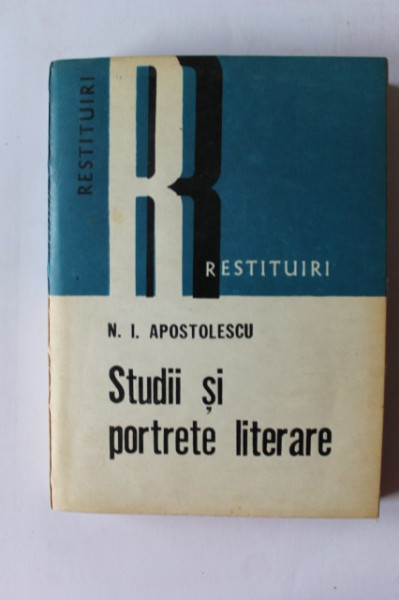 RESTITUIRI
R
RESTITUIRI
N. I. APOSTOLESCU
Studii și
portrete literare